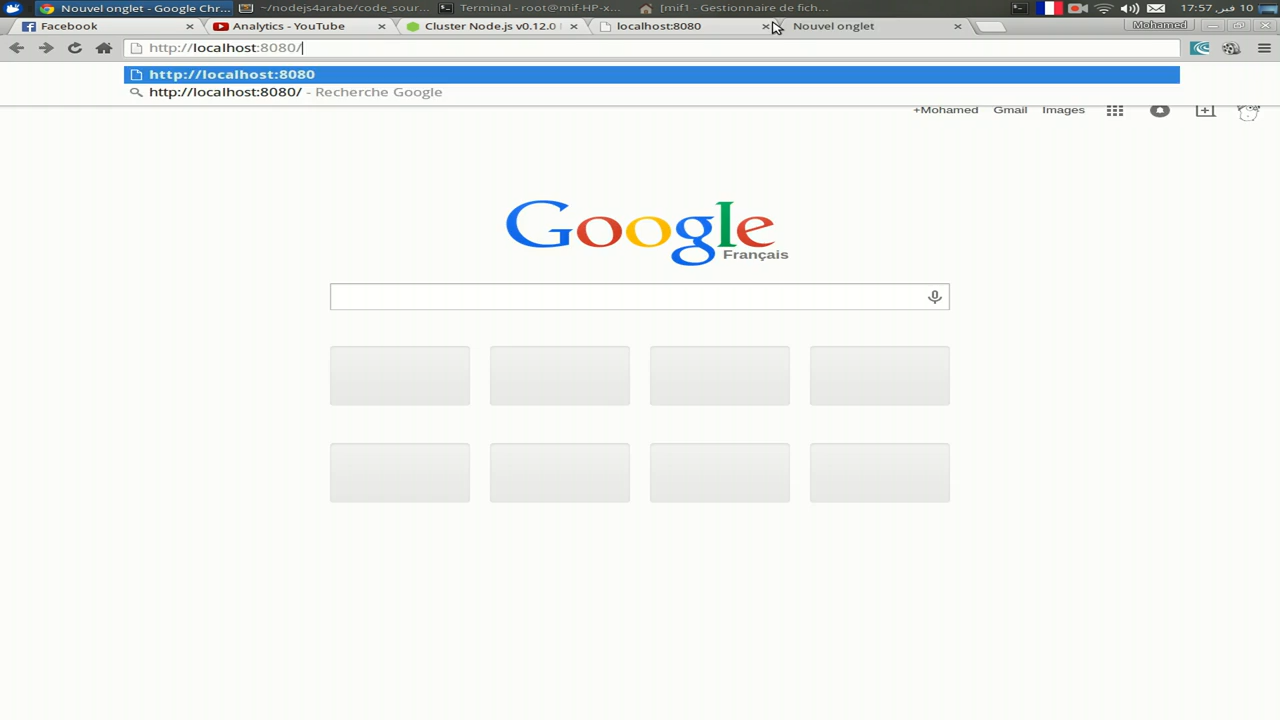 Nouvel onglet - Google Chr... ~/nodejs4arabe/code_sour... Terminal - root@mif-HP-x... [mif1 - Gestionnaire de fich... 17:57 فبر 10
Facebook Analytics - YouTube Cluster Node.js v0.12.0 localhost:8080 Nouvel onglet Mohamed
http://localhost:8080/
http://localhost:8080
http://localhost:8080/ - Recherche Google
+Mohamed Gmail Images
Google
Français